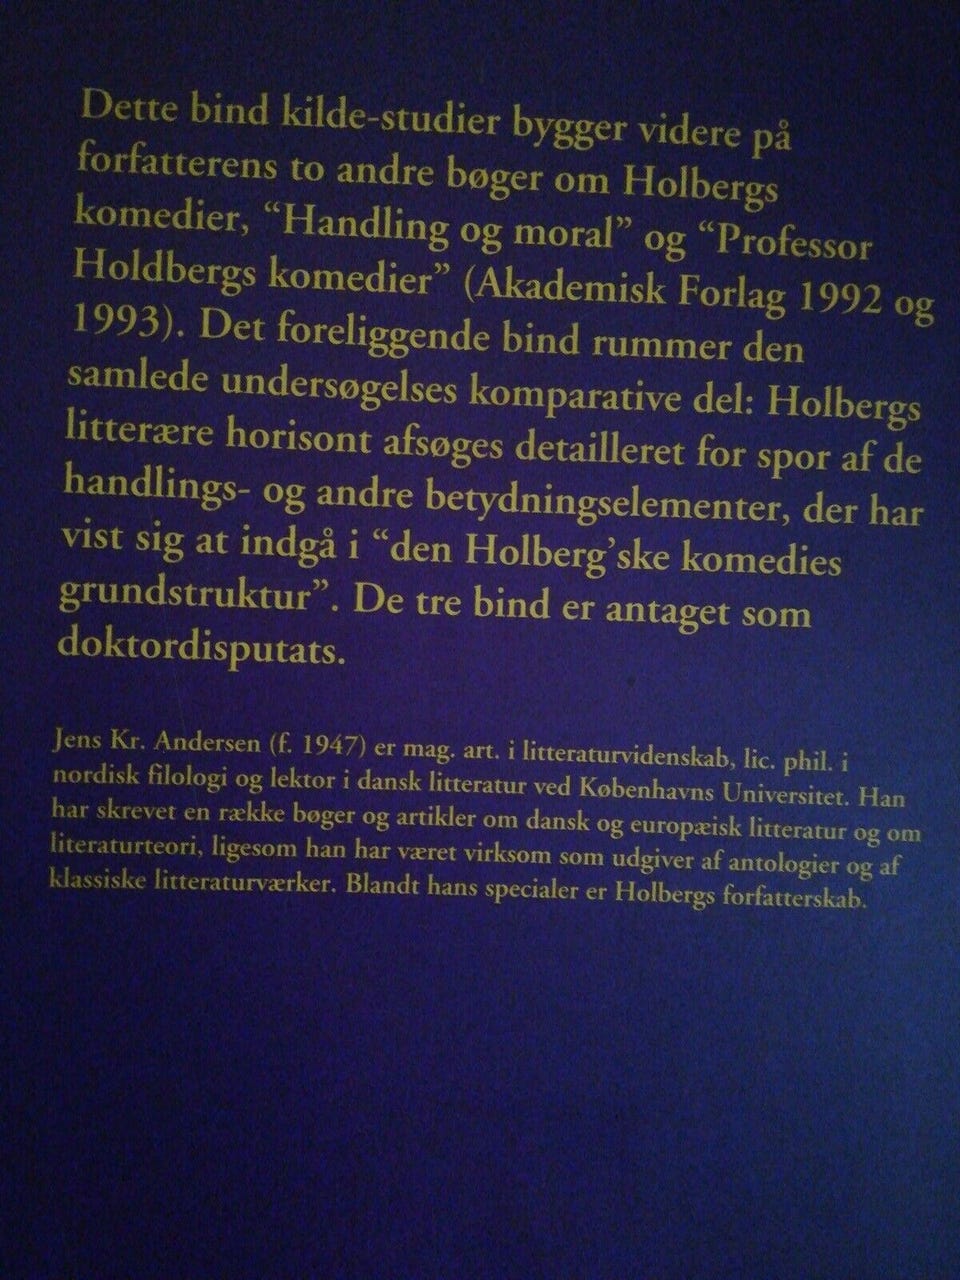 Dette bind kilde-studier bygger videre på
forfatterens to andre bøger om Holbergs
komedier, “Handling og moral” og “Professor
Holdbergs komedier” (Akademisk Forlag 1992 og
1993). Det foreliggende bind rummer den
samlede undersøgelses komparative del: Holbergs
litterære horisont afsøges detailleret for spor af de
handlings- og andre betydningselementer, der har
vist sig at indgå i “den Holberg’ske komedies
grundstruktur”. De tre bind er antaget som
doktordisputats.
Jens Kr. Andersen (f. 1947) er mag. art. i litteraturvidenskab, lic. phil. i
nordisk filologi og lektor i dansk litteratur ved Københavns Universitet. Han
har skrevet en række bøger og artikler om dansk og europæisk litteratur og om
literaturteori, ligesom han har været virksom som udgiver af antologier og af
klassiske litteraturværker. Blandt hans specialer er Holbergs forfatterskab.